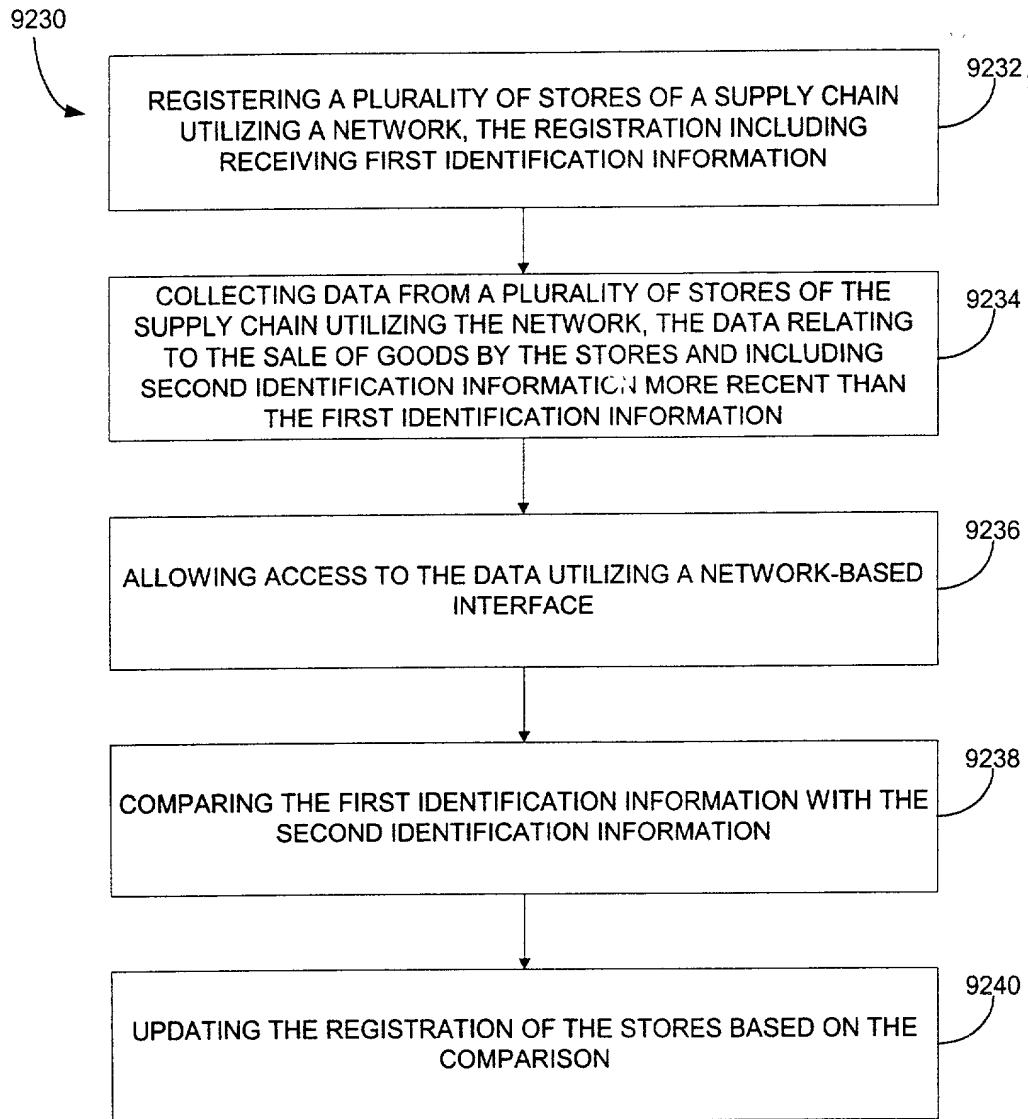 9230
9232
REGISTERING A PLURALITY OF STORES OF A SUPPLY CHAIN
UTILIZING A NETWORK, THE REGISTRATION INCLUDING
RECEIVING FIRST IDENTIFICATION INFORMATION
9234
COLLECTING DATA FROM A PLURALITY OF STORES OF THE
SUPPLY CHAIN UTILIZING THE NETWORK, THE DATA RELATING
TO THE SALE OF GOODS BY THE STORES AND INCLUDING
SECOND IDENTIFICATION INFORMATION MORE RECENT THAN
THE FIRST IDENTIFICATION INFORMATION
9236
ALLOWING ACCESS TO THE DATA UTILIZING A NETWORK-BASED
INTERFACE
9238
COMPARING THE FIRST IDENTIFICATION INFORMATION WITH THE
SECOND IDENTIFICATION INFORMATION
9240
UPDATING THE REGISTRATION OF THE STORES BASED ON THE
COMPARISON